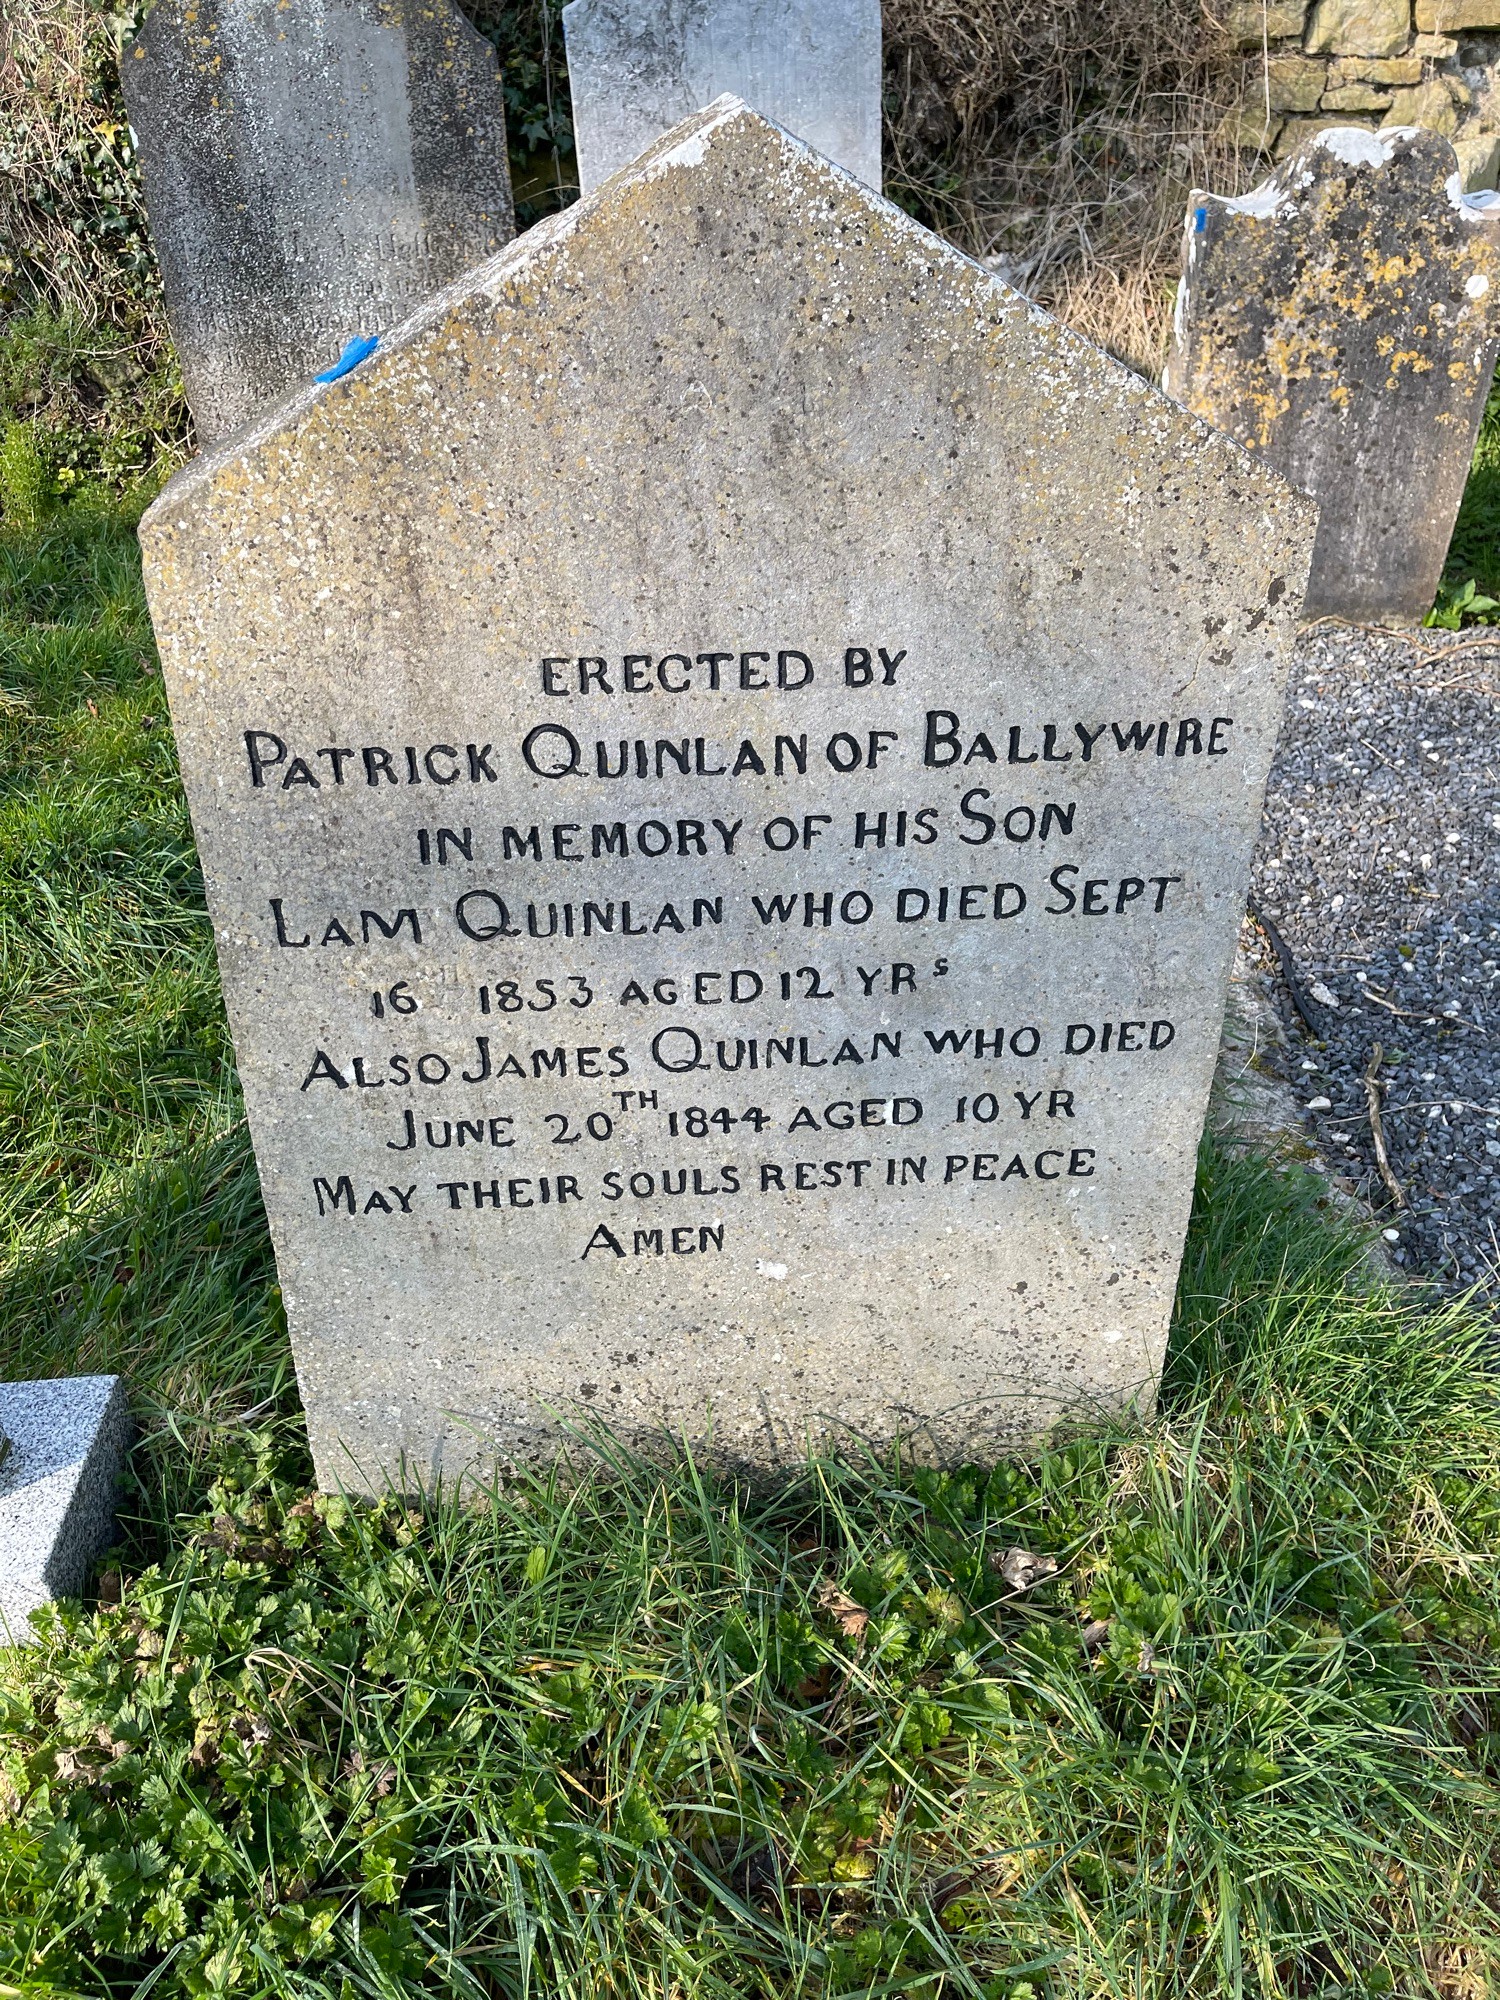 ERECTED BY
PATRICK QUINLAN OF BALLYWIRE
IN MEMORY OF HIS SON
LAM QUINLAN WHO DIED SEPT
16 1853 AGED 12 YRS
ALSO JAMES QUINLAN WHO DIED
JUNE 20TH 1844 AGED 10 YR
MAY THEIR SOULS REST IN PEACE
AMEN